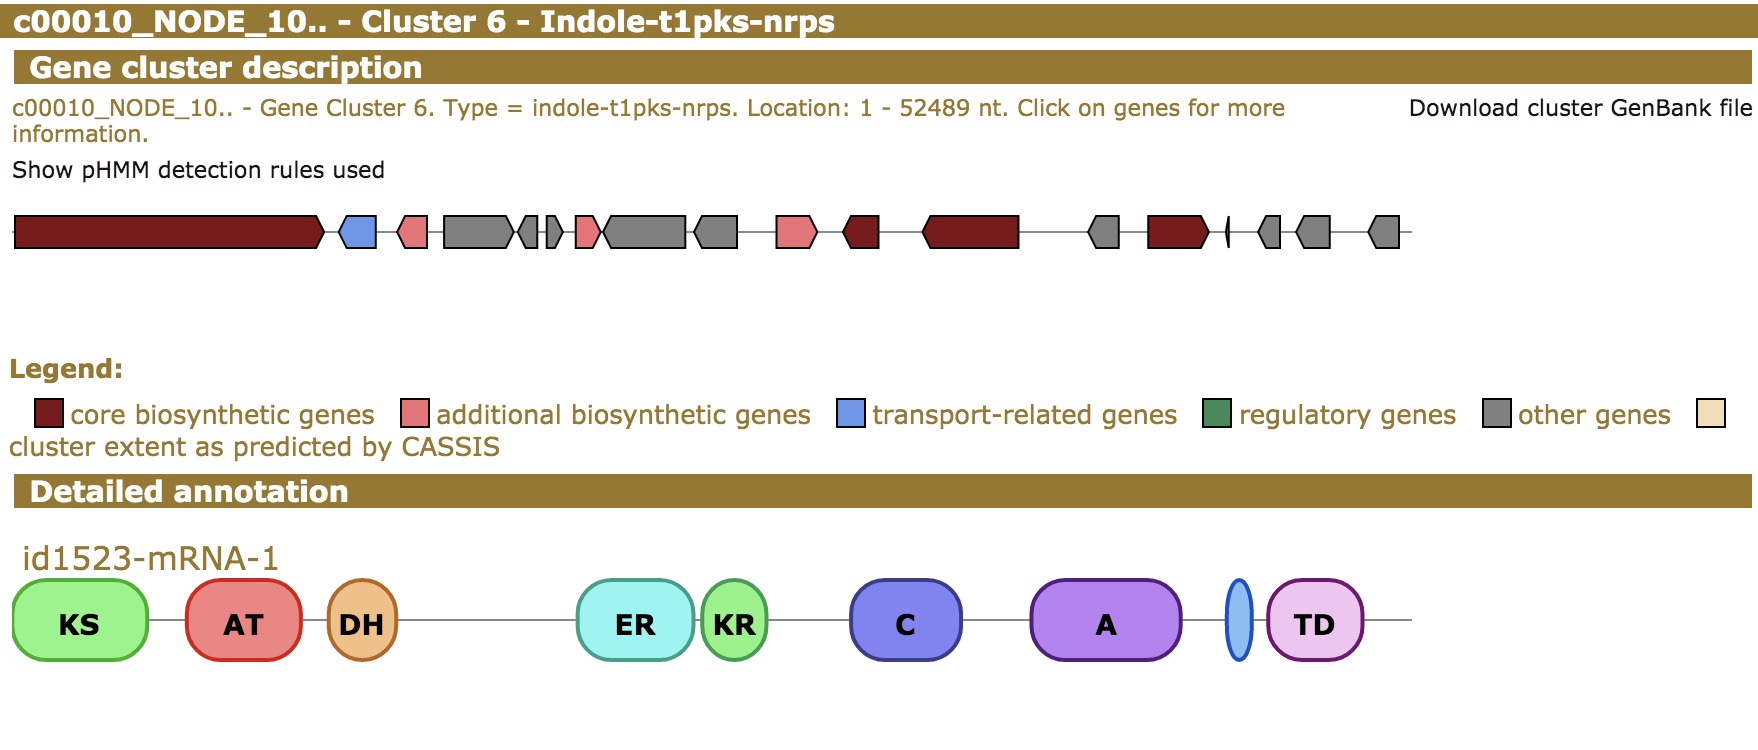 c00010_NODE_10.. - Cluster 6 - Indole-t1pks-nrps
Gene cluster description
c00010_NODE_10.. - Gene Cluster 6. Type = indole-t1pks-nrps. Location: 1 - 52489 nt. Click on genes for more
information.
Download cluster GenBank file
Show pHMM detection rules used
Legend:
core biosynthetic genes additional biosynthetic genes transport-related genes regulatory genes other genes
cluster extent as predicted by CASSIS
Detailed annotation
id1523-mRNA-1
KS AT DH ER KR C A TD